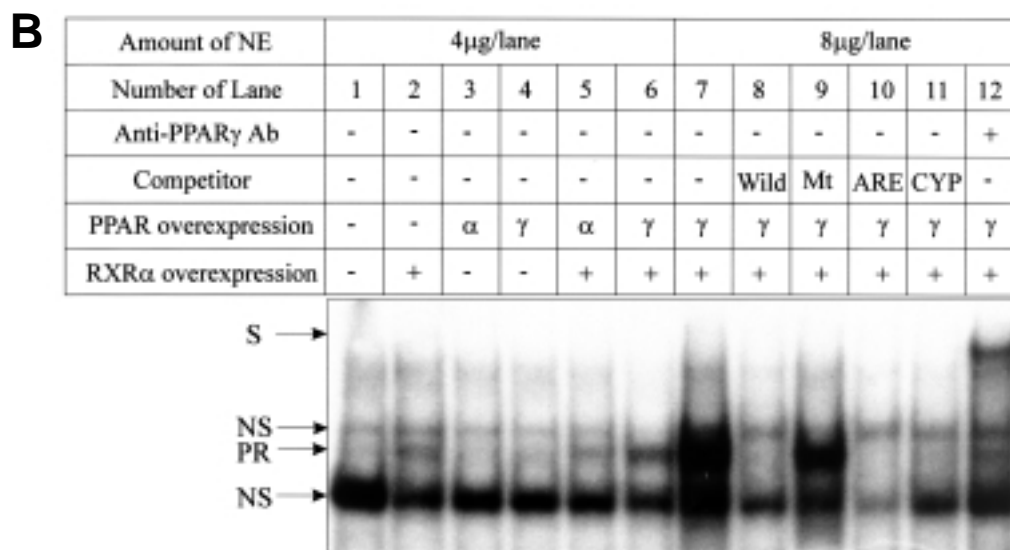 B
Amount of NE 4µg/lane 8µg/lane
Number of Lane 1 2 3 4 5 6 7 8 9 10 11 12
Anti-PPARγ Ab - - - - - - - - - - - +
Competitor - - - - - - - Wild Mt ARE CYP -
PPAR overexpression - - α γ α γ γ γ γ γ γ γ
RXRα overexpression - + - - + + + + + + + +
S
NS
PR
NS